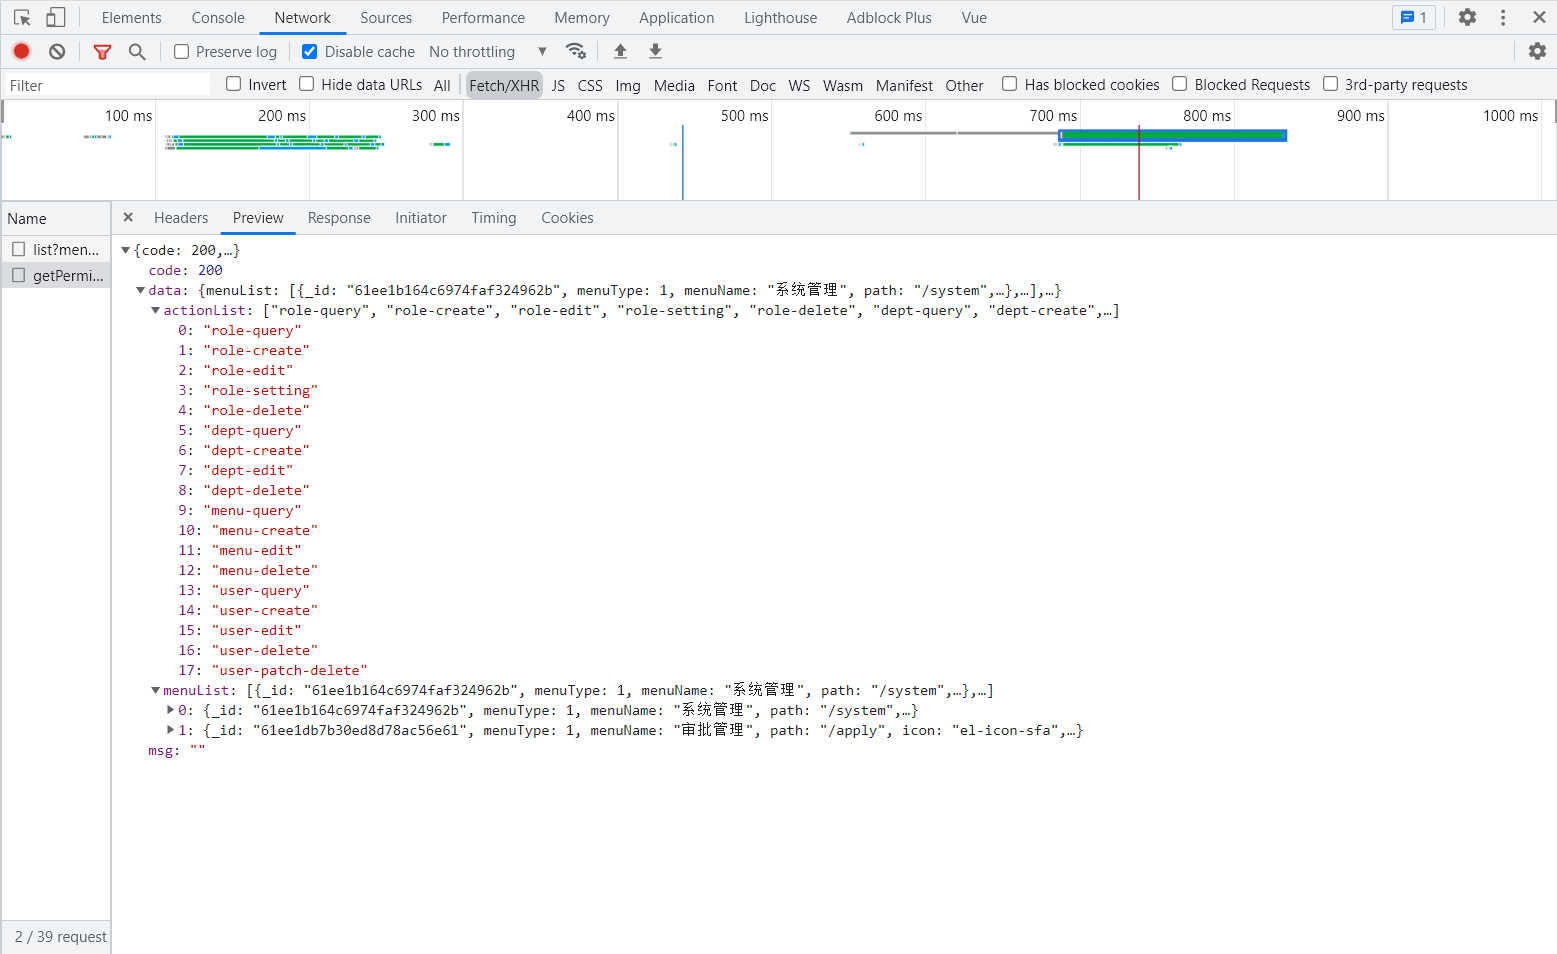 Elements Console Network Sources Performance Memory Application Lighthouse Adblock Plus Vue 1
Preserve log Disable cache No throttling
Filter Invert Hide data URLs All Fetch/XHR JS CSS Img Media Font Doc WS Wasm Manifest Other Has blocked cookies Blocked Requests 3rd-party requests
100 ms 200 ms 300 ms 400 ms 500 ms 600 ms 700 ms 800 ms 900 ms 1000 ms
Name
Headers Preview Response Initiator Timing Cookies
list?men...
getPermi...
{code: 200,…}
code: 200
data: {menuList: [{_id: "61ee1b164c6974faf324962b", menuType: 1, menuName: "系统管理", path: "/system",…},…],…}
actionList: ["role-query", "role-create", "role-edit", "role-setting", "role-delete", "dept-query", "dept-create",…]
0: "role-query"
1: "role-create"
2: "role-edit"
3: "role-setting"
4: "role-delete"
5: "dept-query"
6: "dept-create"
7: "dept-edit"
8: "dept-delete"
9: "menu-query"
10: "menu-create"
11: "menu-edit"
12: "menu-delete"
13: "user-query"
14: "user-create"
15: "user-edit"
16: "user-delete"
17: "user-patch-delete"
menuList: [{_id: "61ee1b164c6974faf324962b", menuType: 1, menuName: "系统管理", path: "/system",…},…]
0: {_id: "61ee1b164c6974faf324962b", menuType: 1, menuName: "系统管理", path: "/system",…}
1: {_id: "61ee1db7b30ed8d78ac56e61", menuType: 1, menuName: "审批管理", path: "/apply", icon: "el-icon-sfa",…}
msg: ""
2 / 39 request